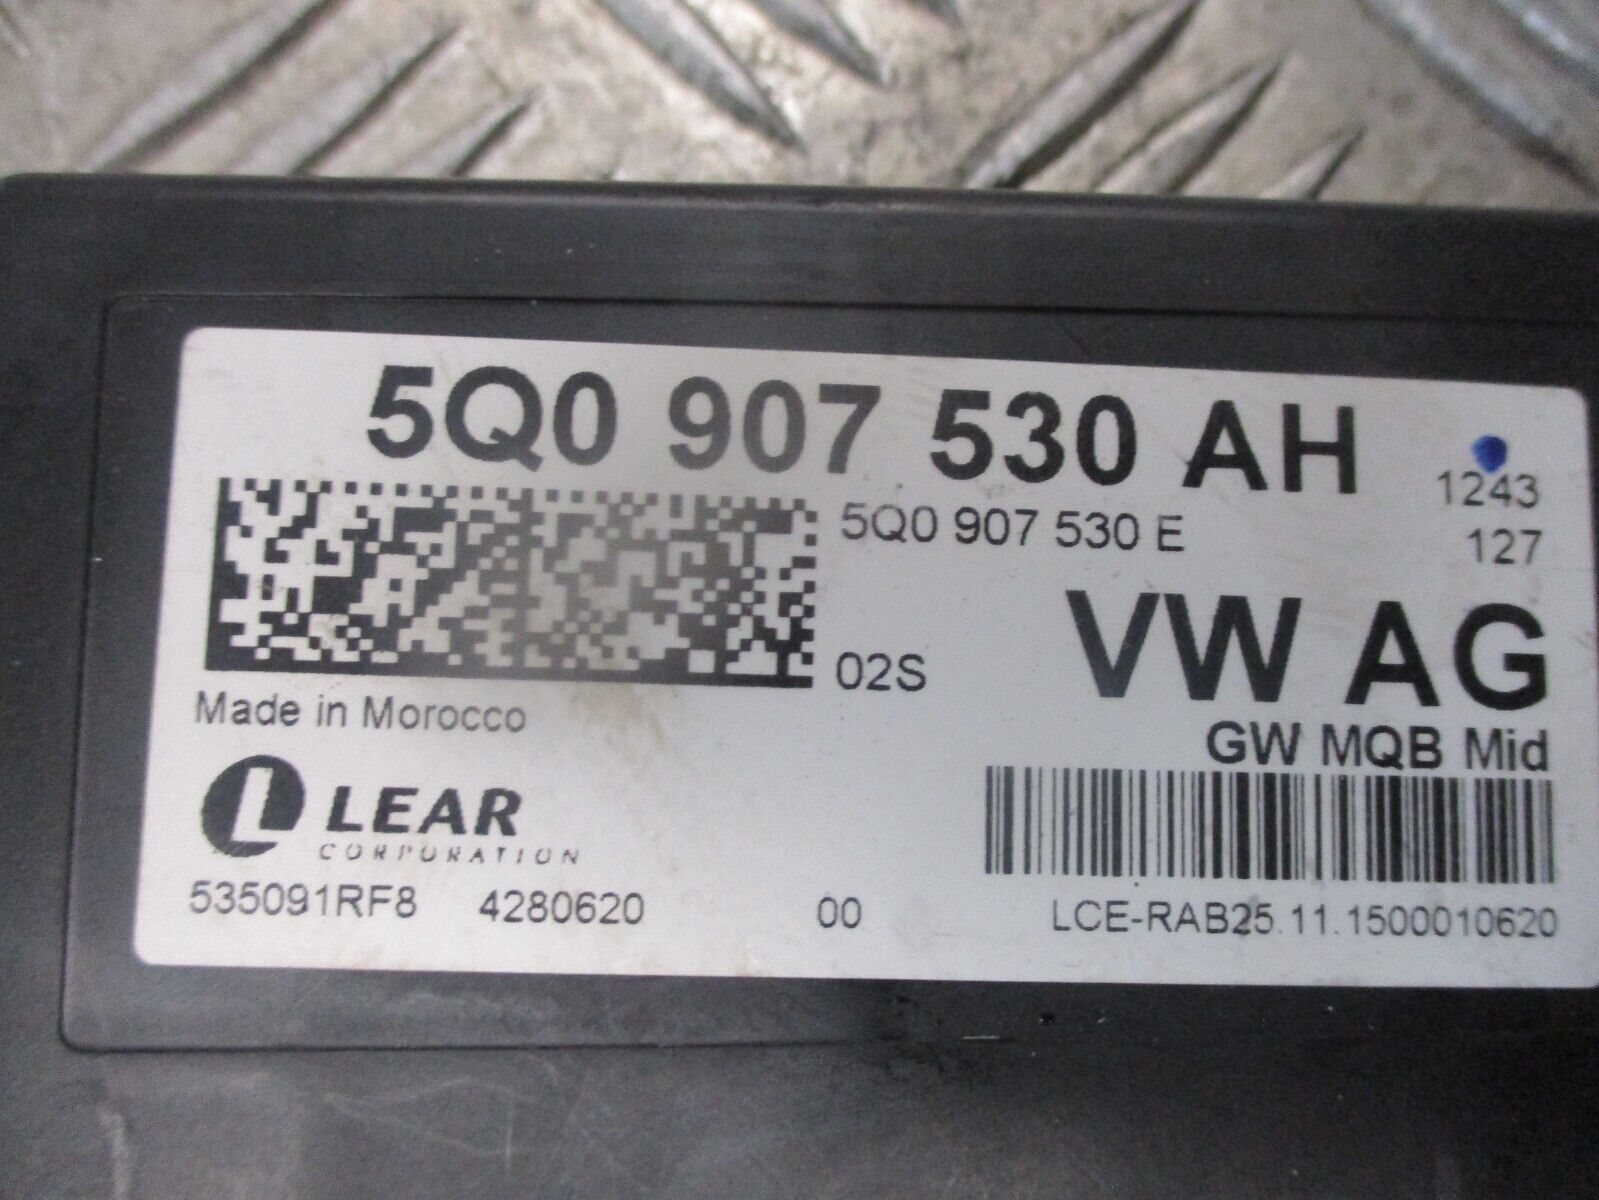 5Q0 907 530 AH
1243
5Q0 907 530 E
127
VW AG
02S
GW MQB Mid
Made in Morocco
LEAR
CORPORATION
535091RF8 4280620 00 LCE-RAB25.11.1500010620